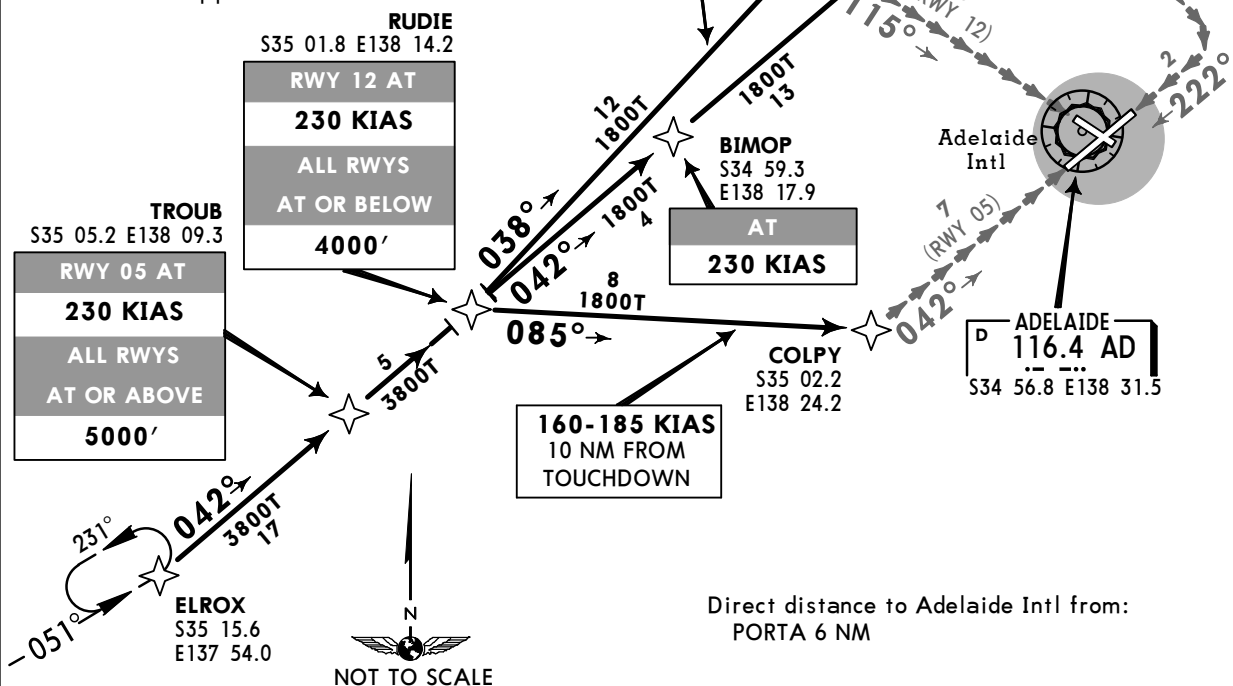 RUDIE
S35 01.8 E138 14.2
RWY 12 AT
230 KIAS
ALL RWYS
AT OR BELOW
4000′
TROUB
S35 05.2 E138 09.3
RWY 05 AT
230 KIAS
ALL RWYS
AT OR ABOVE
5000′
12
1800T
038°
1800T
13
115°
RWY 12)
2
222°
BIMOP
S34 59.3
E138 17.9
AT
230 KIAS
1800T
4
042°
Adelaide
Intl
7
(RWY 05)
042°
8
1800T
085°
COLPY
S35 02.2
E138 24.2
ADELAIDE
D
116.4 AD
S34 56.8 E138 31.5
160-185 KIAS
10 NM FROM
TOUCHDOWN
5
3800T
042°
3800T
17
231°
051°
ELROX
S35 15.6
E137 54.0
N
NOT TO SCALE
Direct distance to Adelaide Intl from:
PORTA 6 NM